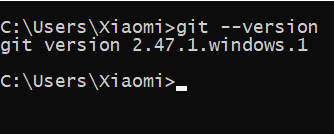 C:\Users\Xiaomi>git --version
git version 2.47.1.windows.1
C:\Users\Xiaomi>